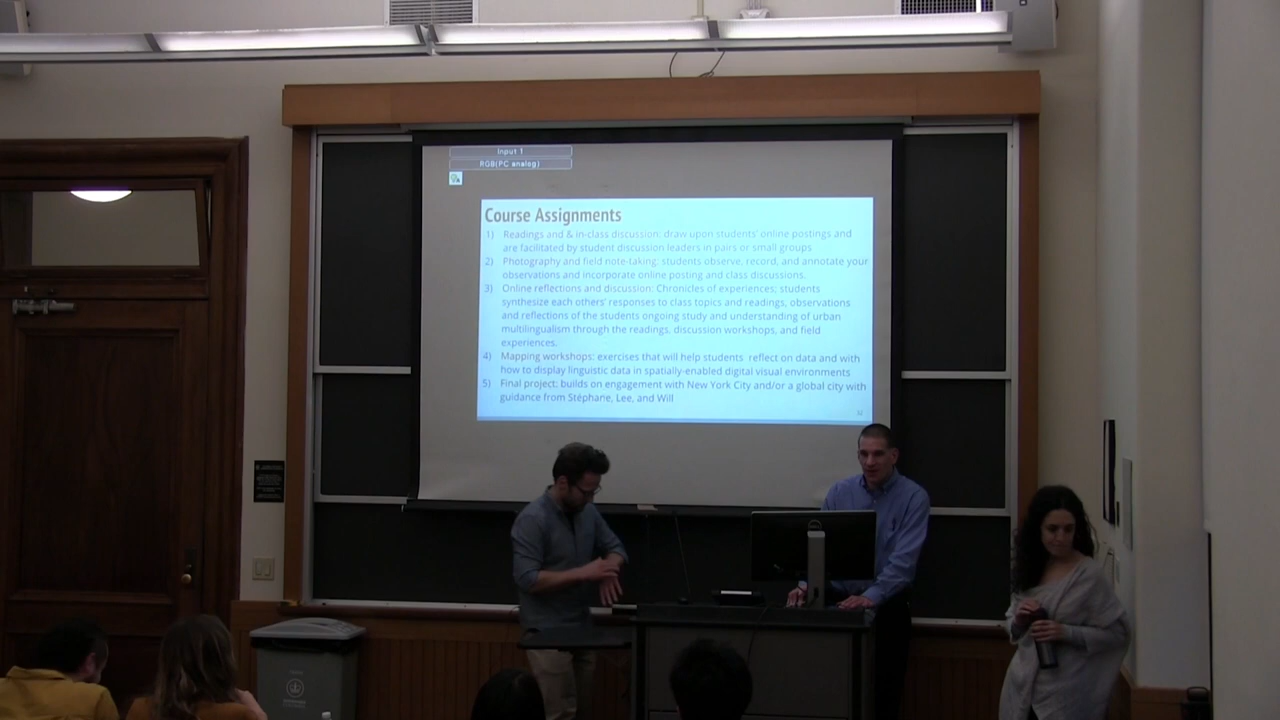 Input 1
RGB(PC analog)
Course Assignments
1) Readings and & in-class discussion: draw upon students' online postings and
are facilitated by student discussion leaders in pairs or small groups
2) Photography and field note-taking: students observe, record, and annotate your
observations and incorporate online posting and class discussions.
3) Online reflections and discussion: Chronicles of experiences; students
synthesize each others' responses to class topics and readings, observations
and reflections of the students ongoing study and understanding of urban
multilingualism through the readings, discussion workshops, and field
experiences.
4) Mapping workshops: exercises that will help students reflect on data and with
how to display linguistic data in spatially-enabled digital visual environments
5) Final project: builds on engagement with New York City and/or a global city with
guidance from Stéphane, Lee, and Will